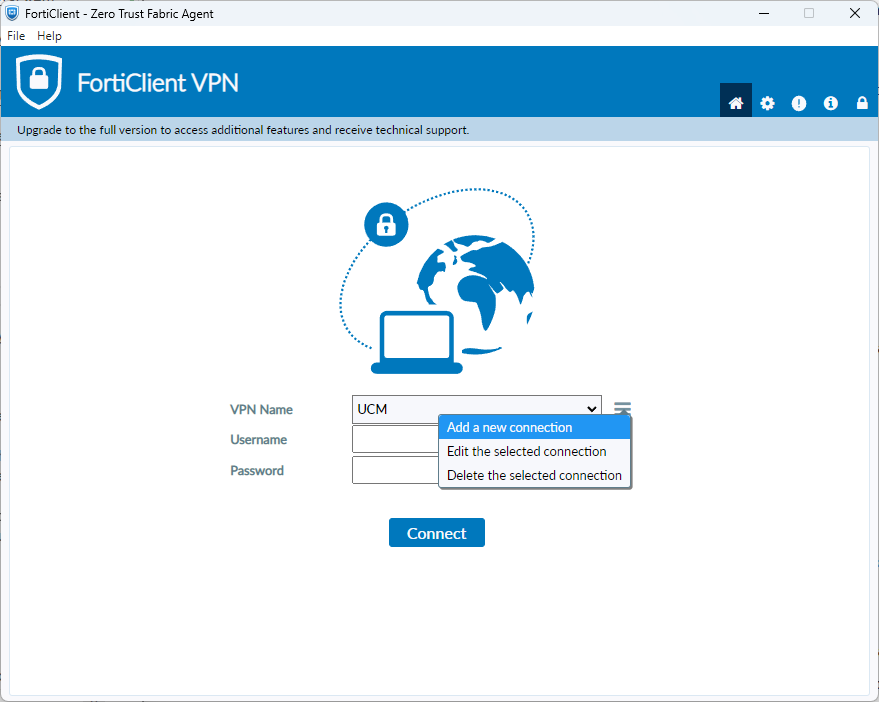 FortiClient - Zero Trust Fabric Agent
File Help
FortiClient VPN
Upgrade to the full version to access additional features and receive technical support.
VPN Name UCM
Add a new connection
Username
Edit the selected connection
Password
Delete the selected connection
Connect